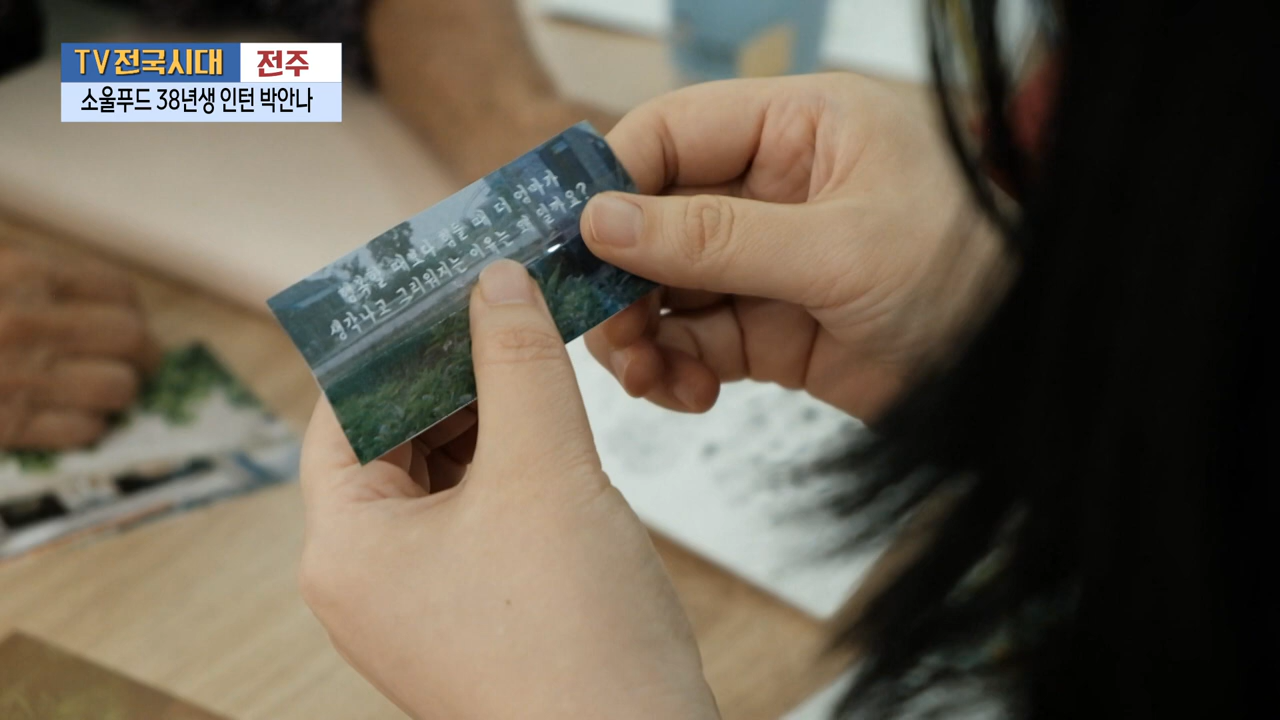 TV전국시대 전주
소울푸드 38년생 인턴 박안나
행복할 때보다 힘들 때 더 엄마가
생각나고 그리워지는 이유는 뭘까요?